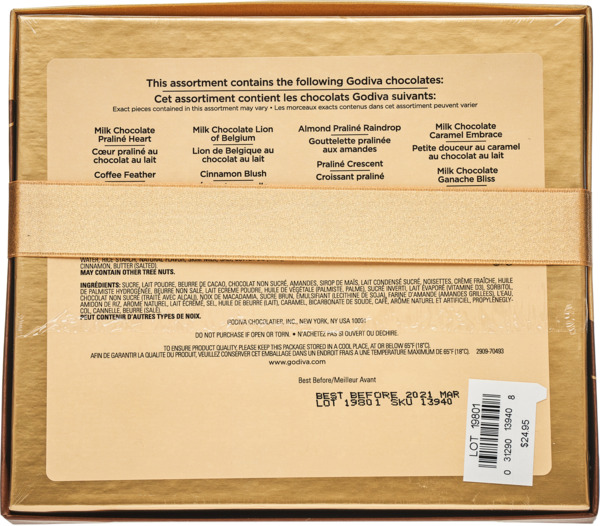 This assortment contains the following Godiva chocolates:
Cet assortiment contient les chocolats Godiva suivants:
Exact pieces contained in this assortment may vary • Les morceaux exacts contenus dans cet assortiment peuvent varier
Milk Chocolate
Praliné Heart
Cœur praliné au
chocolat au lait
Coffee Feather
Milk Chocolate Lion
of Belgium
Lion de Belgique au
chocolat au lait
Cinnamon Blush
Almond Praliné Raindrop
Gouttelette pralinée
aux amandes
Praliné Crescent
Croissant praliné
Milk Chocolate
Caramel Embrace
Petite douceur au caramel
au chocolat au lait
Milk Chocolate
Ganache Bliss
CINNAMON, BUTTER (SALTED).
MAY CONTAIN OTHER TREE NUTS.
INGRÉDIENTS: SUCRE, LAIT POUDRE, BEURRE DE CACAO, CHOCOLAT NON SUCRÉ, AMANDES, SIROP DE MAÏS, LAIT CONDENSÉ SUCRÉ, NOISETTES, CRÈME FRAÎCHE, HUILE
DE PALMISTE HYDROGÉNÉE, BEURRE NON SALÉ, LAIT ÉCRÉMÉ POUDRE, HUILE DE VÉGÉTALE (PALMISTE, PALME), SUCRE INVERTI, LAIT ÉVAPORÉ (VITAMINE D3), SORBITOL,
CHOCOLAT NON SUCRÉ (TRAITÉ AVEC ALCALI), NOIX DE MACADAMIA, SUCRE BRUN, ÉMULSIFIANT (LÉCITHINE DE SOJA), FARINE D'AMANDE (AMANDES GRILLÉES), L'EAU,
AMIDON DE RIZ, ARÔME NATUREL, LAIT ÉCRÉMÉ, SEL, HUILE DE BEURRE (LAIT), CARAMEL, BICARBONATE DE SOUDE, CAFÉ, ARÔME NATUREL ET ARTIFICIEL, PROPYLÈNEGLY-
COL, CANNELLE, BEURRE (SALÉ).
PEUT CONTENIR D'AUTRES TYPES DE NOIX.
GODIVA CHOCOLATIER, INC., NEW YORK, NY USA 10001
DO NOT PURCHASE IF OPEN OR TORN. • N'ACHETEZ PAS SI OUVERT OU DÉCHIRÉ.
TO ENSURE PRODUCT QUALITY, PLEASE KEEP THIS PACKAGE STORED IN A COOL PLACE, AT OR BELOW 65°F (18°C).
AFIN DE GARANTIR LA QUALITE DU PRODUIT, VEUILLEZ CONSERVER CET EMBALLAGE DANS UN ENDROIT FRAIS A UNE TEMPÉRATURE MAXIMUM DE 65°F (18°C). 2909-70493
www.godiva.com
Best Before/Meilleur Avant
BEST BEFORE 2021 MAR
LOT 19801 SKU 13940
LOT 19801
0 31290 13940 8
$24.95